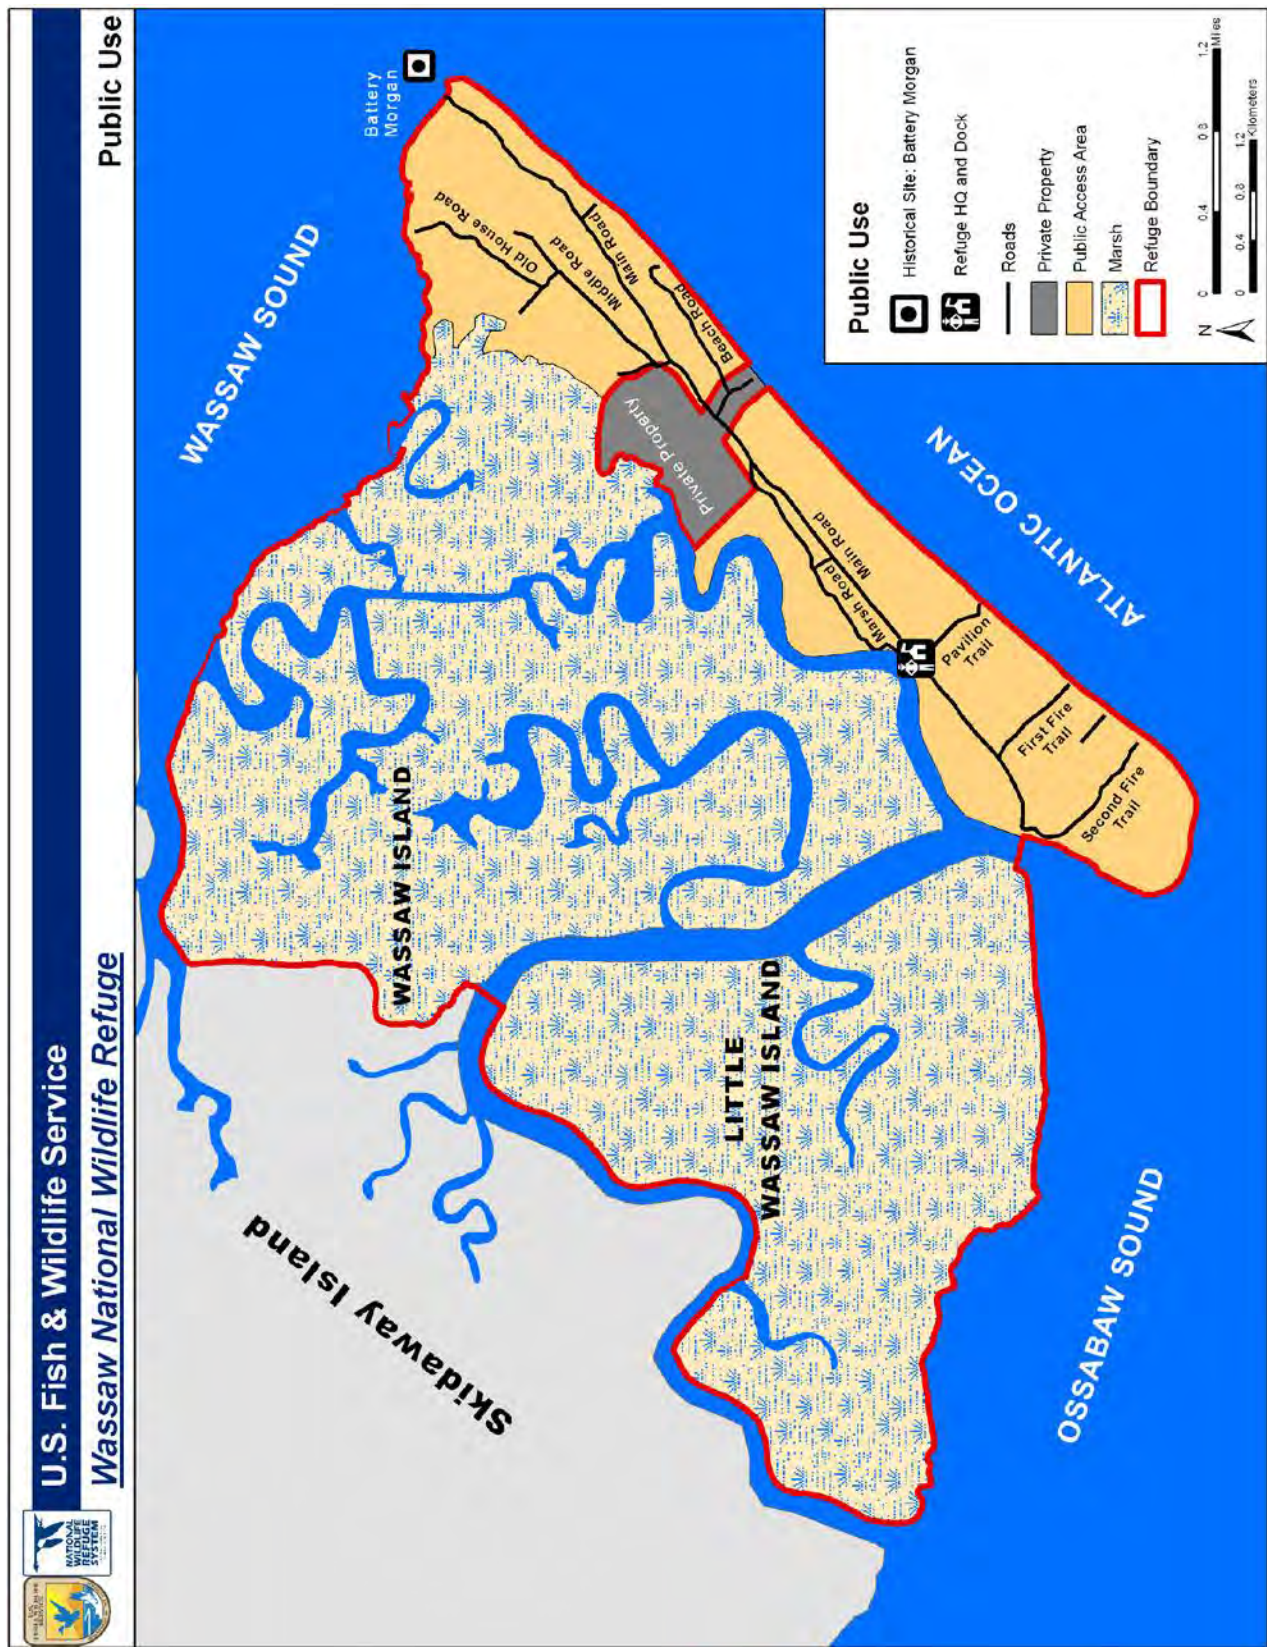 U.S. Fish & Wildlife Service
Wassaw National Wildlife Refuge
Public Use
NATIONAL
WILDLIFE
REFUGE
SYSTEM
WASSAW SOUND
Battery
Morgan
Old House Road
Middle Road
Main Road
Beach Road
Private Property
Main Road
Marsh Road
Pavilion
Trail
First Fire
Trail
Second Fire
Trail
WASSAW ISLAND
LITTLE
WASSAW ISLAND
Skidaway Island
ATLANTIC OCEAN
OSSABAW SOUND
Public Use
Historical Site: Battery Morgan
Refuge HQ and Dock
Roads
Private Property
Public Access Area
Marsh
Refuge Boundary
N
0 0.4 0.8 1.2
Miles
0 0.4 0.8 1.2
Kilometers